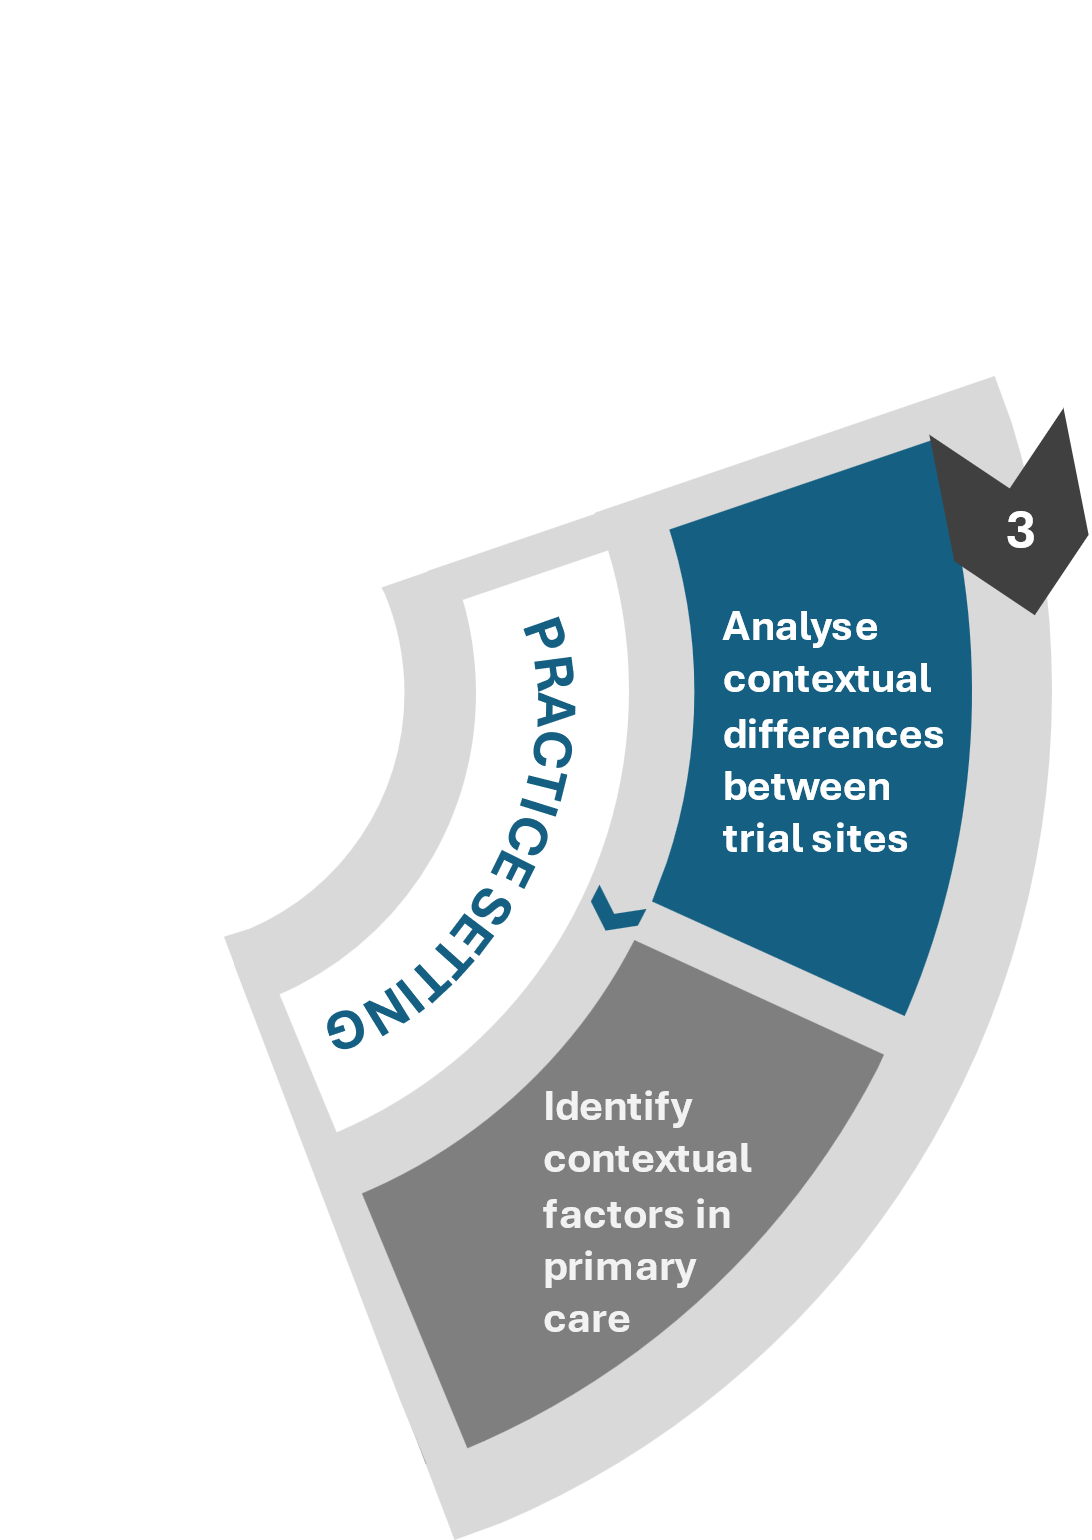 3
PRACTICE SETTING
Analyse
contextual
differences
between
trial sites
Identify
contextual
factors in
primary
care